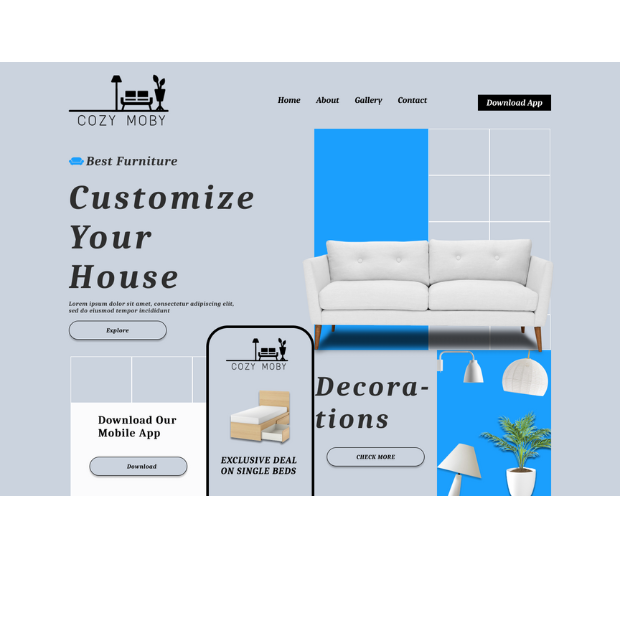 COZY MOBY
Home About Gallery Contact
Download App
Best Furniture
Customize
Your
House
Lorem ipsum dolor sit amet, consectetur adipiscing elit,
sed do eiusmod tempor incididunt
Explore
Download Our
Mobile App
Download
COZY MOBY
EXCLUSIVE DEAL
ON SINGLE BEDS
Decora-
tions
CHECK MORE